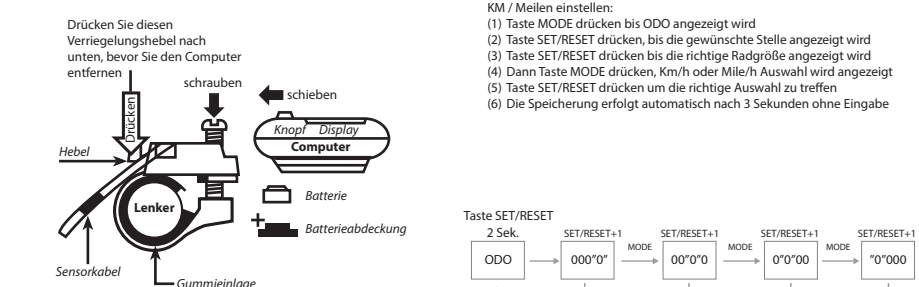 Drücken Sie diesen
Verriegelungshebel nach
unten, bevor Sie den Computer
entfernen
schrauben
schieben
Drücken
Knopf Display
Computer
Hebel
Lenker
Batterie
Batterieabdeckung
Sensorkabel
Gummieinlage
KM / Meilen einstellen:
(1) Taste MODE drücken bis ODO angezeigt wird
(2) Taste SET/RESET drücken, bis die gewünschte Stelle angezeigt wird
(3) Taste SET/RESET drücken bis die richtige Radgröße angezeigt wird
(4) Dann Taste MODE drücken, Km/h oder Mile/h Auswahl wird angezeigt
(5) Taste SET/RESET drücken um die richtige Auswahl zu treffen
(6) Die Speicherung erfolgt automatisch nach 3 Sekunden ohne Eingabe
Taste SET/RESET
2 Sek. SET/RESET+1 SET/RESET+1 SET/RESET+1 SET/RESET+1
MODE MODE MODE
ODO 000"0" 00"0"0 0"0"00 "0"000